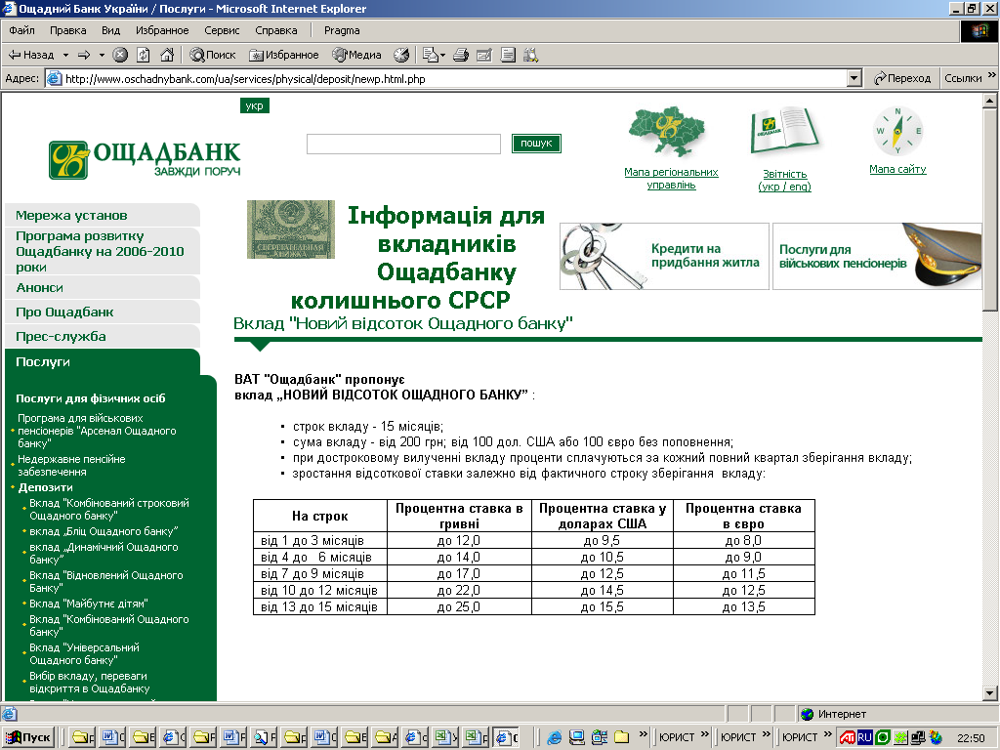 Ощадний Банк України / Послуги - Microsoft Internet Explorer
Файл Правка Вид Избранное Сервис Справка Pragma
Назад Поиск Избранное Медиа
Адрес: http://www.oschadnybank.com/ua/services/physical/deposit/newp.html.php Переход Ссылки »
укр
ОЩАДБАНК
ЗАВЖДИ ПОРУЧ
пошук
Мапа регіональних
управлінь
Звітність
(укр / eng)
N
W E
S
Мапа сайту
Мережа установ
Програма розвитку
Ощадбанку на 2006-2010
роки
Анонси
Про Ощадбанк
Прес-служба
Послуги
Послуги для фізичних осіб
Програма для військових
пенсіонерів "Арсенал Ощадного
банку"
Недержавне пенсійне
забезпечення
Депозити
Вклад "Комбінований строковий
Ощадного банку"
вклад „Бліц Ощадного банку”
вклад „Динамічний Ощадного
банку”
Вклад "Відновлений Ощадного
Банку"
Вклад "Майбутнє дітям"
Вклад "Комбінований Ощадного
банку"
Вклад "Універсальний
Ощадного банку"
Вибір вкладу, переваги
відкриття в Ощадбанку
СБЕРЕГАТЕЛЬНАЯ
КНИЖКА
Інформація для
вкладників
Ощадбанку
колишнього СРСР
Кредити на
придбання житла
Послуги для
військових пенсіонерів
Вклад "Новий відсоток Ощадного банку"
ВАТ "Ощадбанк" пропонує
вклад „НОВИЙ ВІДСОТОК ОЩАДНОГО БАНКУ” :
• строк вкладу - 15 місяців;
• сума вкладу - від 200 грн; від 100 дол. США або 100 євро без поповнення;
• при достроковому вилученні вкладу проценти сплачуються за кожний повний квартал зберігання вкладу;
• зростання відсоткової ставки залежно від фактичного строку зберігання вкладу:
На строк Процентна ставка в гривні Процентна ставка у доларах США Процентна ставка в євро
від 1 до 3 місяців до 12,0 до 9,5 до 8,0
від 4 до 6 місяців до 14,0 до 10,5 до 9,0
від 7 до 9 місяців до 17,0 до 12,5 до 11,5
від 10 до 12 місяців до 22,0 до 14,5 до 12,5
від 13 до 15 місяців до 25,0 до 15,5 до 13,5
Интернет
Пуск » ЮРИСТ » ЮРИСТ » ЮРИСТ » RU 22:50